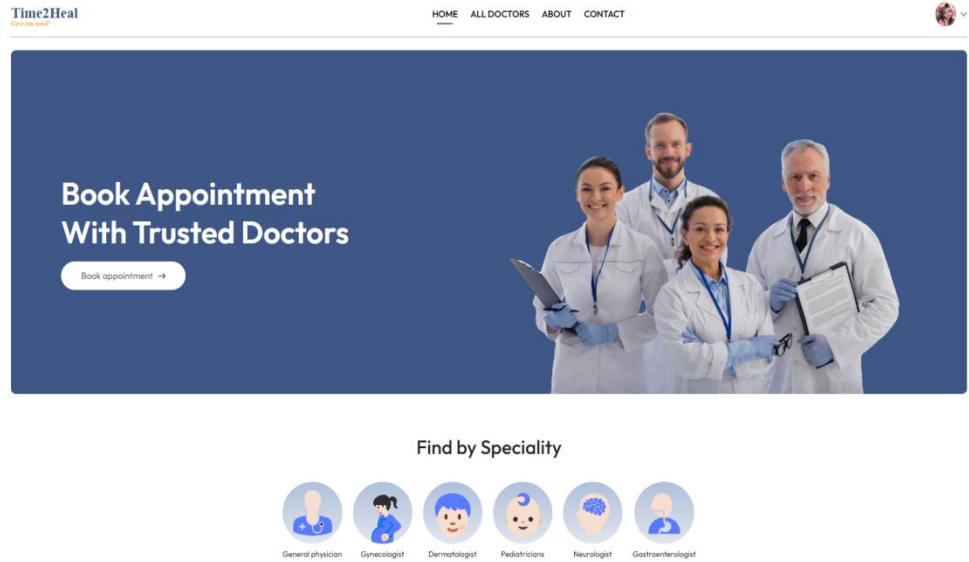 Time2Heal
Care you need!
HOME ALL DOCTORS ABOUT CONTACT
Book Appointment
With Trusted Doctors
Book appointment →
Find by Speciality
General physician Gynecologist Dermatologist Pediatricians Neurologist Gastroenterologist